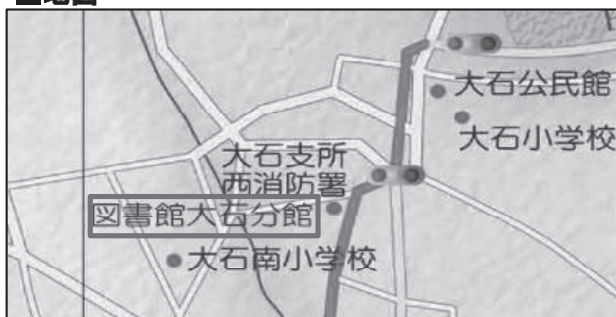 ■地図
大石公民館
大石小学校
大石支所
西消防署
図書館大石分館
大石南小学校